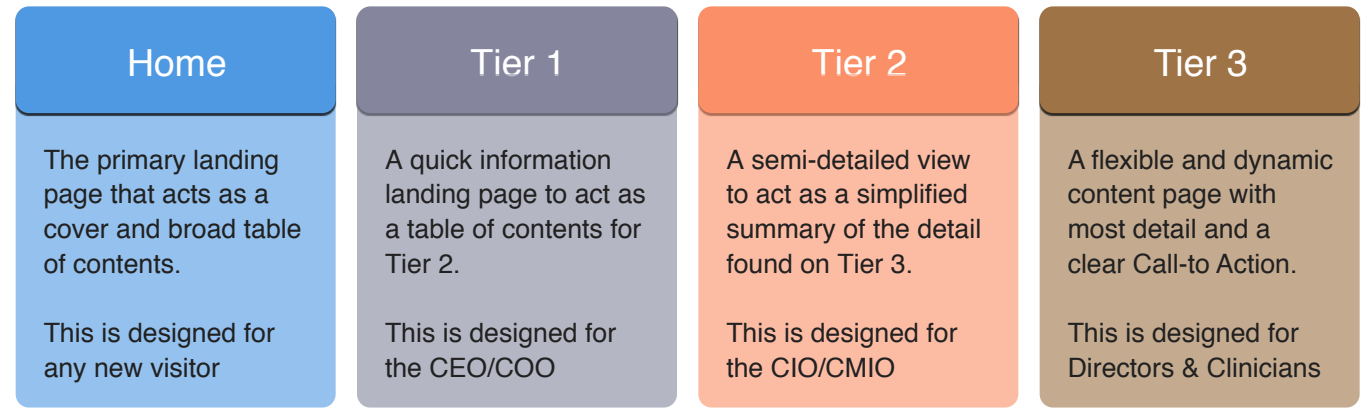 Home
The primary landing
page that acts as a
cover and broad table
of contents.
This is designed for
any new visitor
Tier 1
A quick information
landing page to act as
a table of contents for
Tier 2.
This is designed for
the CEO/COO
Tier 2
A semi-detailed view
to act as a simplified
summary of the detail
found on Tier 3.
This is designed for
the CIO/CMIO
Tier 3
A flexible and dynamic
content page with
most detail and a
clear Call-to Action.
This is designed for
Directors & Clinicians